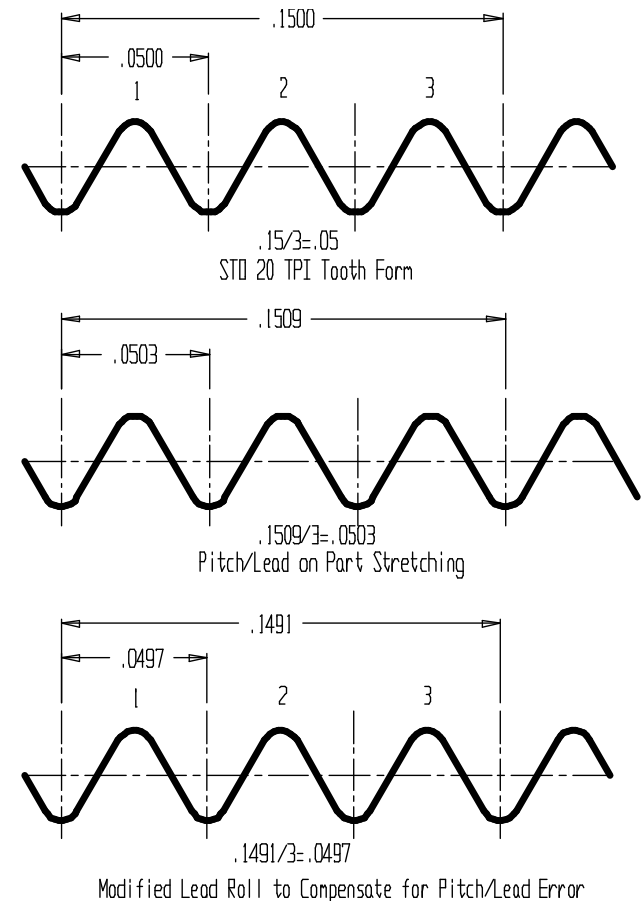 .1500
.0500
1 2 3
.15/3=.05
STD 20 TPI Tooth Form
.1509
.0503
.1509/3=.0503
Pitch/Lead on Part Stretching
.1491
.0497
1 2 3
.1491/3=.0497
Modified Lead Roll to Compensate for Pitch/Lead Error